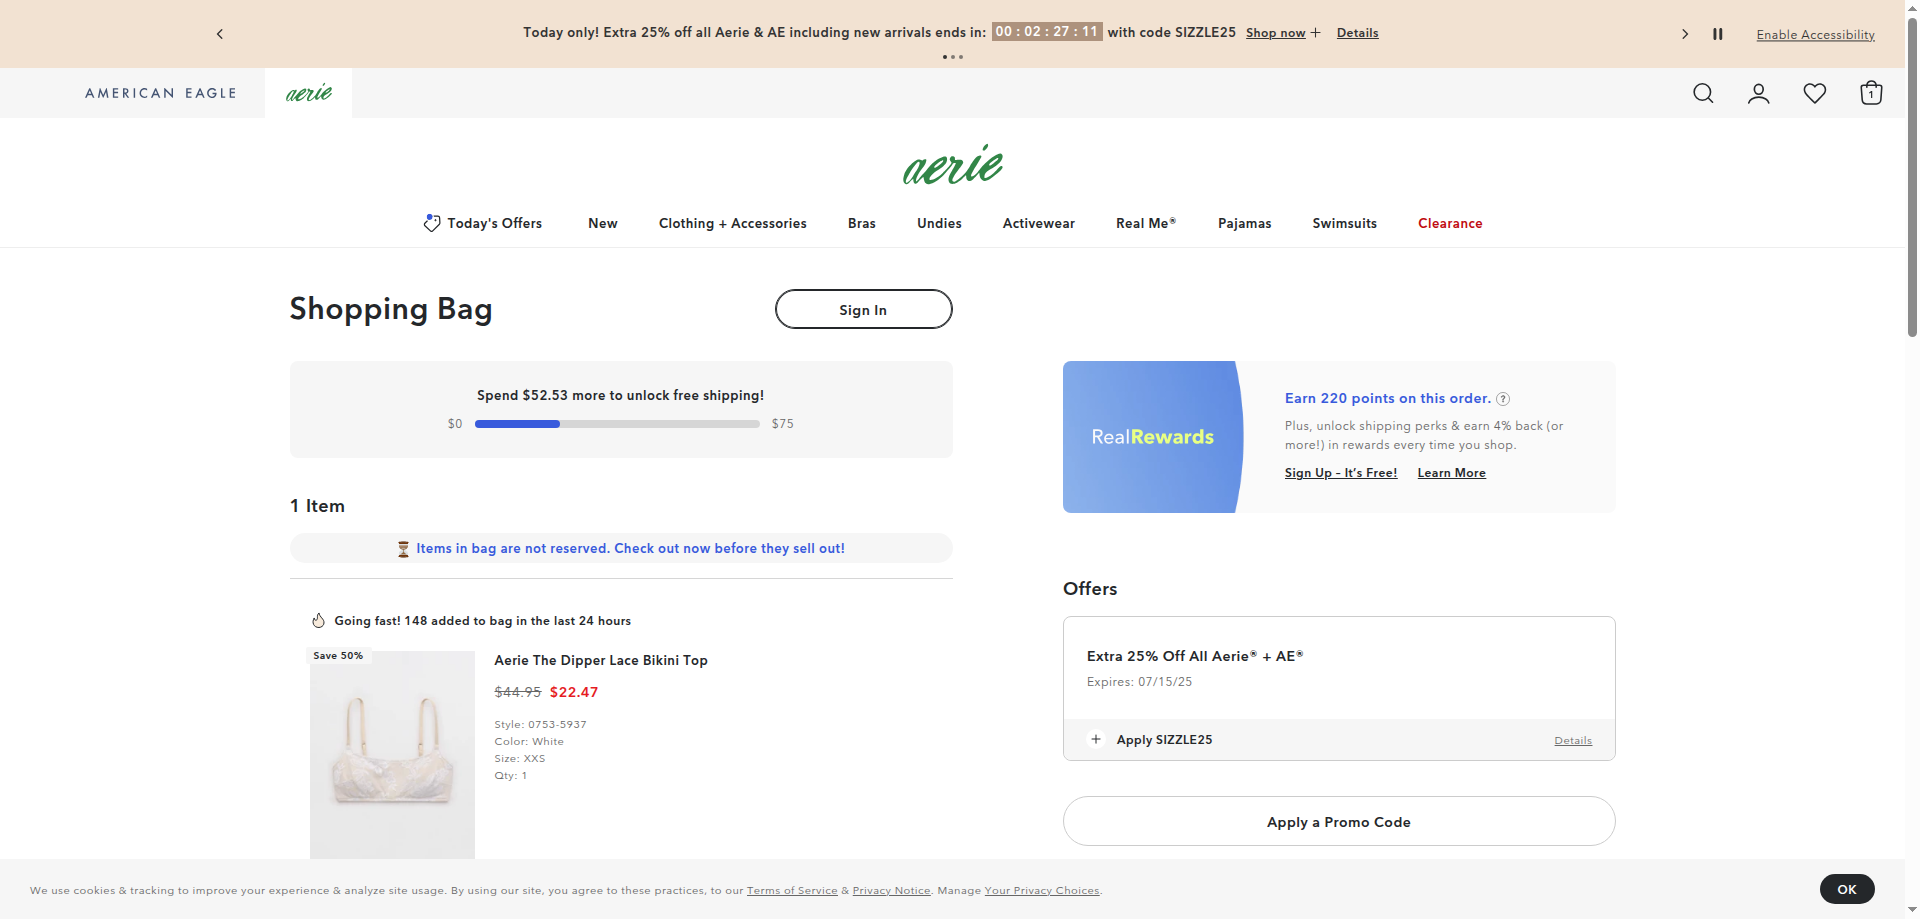 Today only! Extra 25% off all Aerie & AE including new arrivals ends in: 00 : 02 : 27 : 11 with code SIZZLE25 Shop now + Details
Enable Accessibility
AMERICAN EAGLE
aerie
1
aerie
Today's Offers
New
Clothing + Accessories
Bras
Undies
Activewear
Real Me®
Pajamas
Swimsuits
Clearance
Shopping Bag
Sign In
Spend $52.53 more to unlock free shipping!
$0
$75
1 Item
Items in bag are not reserved. Check out now before they sell out!
Going fast! 148 added to bag in the last 24 hours
Save 50%
Aerie The Dipper Lace Bikini Top
$44.95 $22.47
Style: 0753-5937
Color: White
Size: XXS
Qty: 1
RealRewards
Earn 220 points on this order. ?
Plus, unlock shipping perks & earn 4% back (or
more!) in rewards every time you shop.
Sign Up – It's Free!
Learn More
Offers
Extra 25% Off All Aerie® + AE®
Expires: 07/15/25
+ Apply SIZZLE25
Details
Apply a Promo Code
We use cookies & tracking to improve your experience & analyze site usage. By using our site, you agree to these practices, to our Terms of Service & Privacy Notice. Manage Your Privacy Choices.
OK